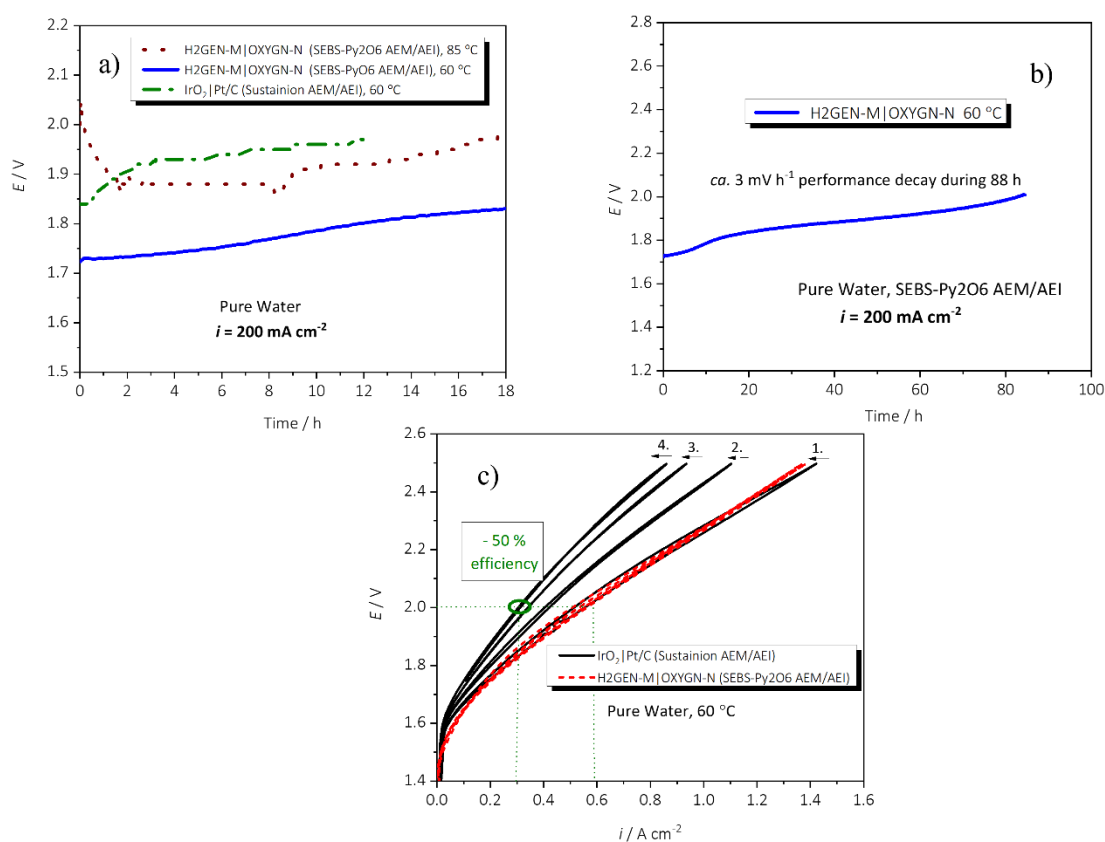 a)
H2GEN-M|OXYGN-N (SEBS-Py2O6 AEM/AEI), 85 °C
H2GEN-M|OXYGN-N (SEBS-PyO6 AEM/AEI), 60 °C
IrO2|Pt/C (Sustainion AEM/AEI), 60 °C
2.2
2.1
2.0
1.9
1.8
1.7
1.6
1.5
E / V
Pure Water
i = 200 mA cm-2
0 2 4 6 8 10 12 14 16 18
Time / h
b)
H2GEN-M|OXYGN-N 60 °C
ca. 3 mV h-1 performance decay during 88 h
2.8
2.6
2.4
2.2
2.0
1.8
1.6
1.4
1.2
E / V
Pure Water, SEBS-Py2O6 AEM/AEI
i = 200 mA cm-2
0 20 40 60 80 100
Time / h
c)
4. 3. 2. 1.
- 50 %
efficiency
2.6
2.4
2.2
2.0
1.8
1.6
1.4
E / V
IrO2|Pt/C (Sustainion AEM/AEI)
H2GEN-M|OXYGN-N (SEBS-Py2O6 AEM/AEI)
Pure Water, 60 °C
0.0 0.2 0.4 0.6 0.8 1.0 1.2 1.4 1.6
i / A cm-2